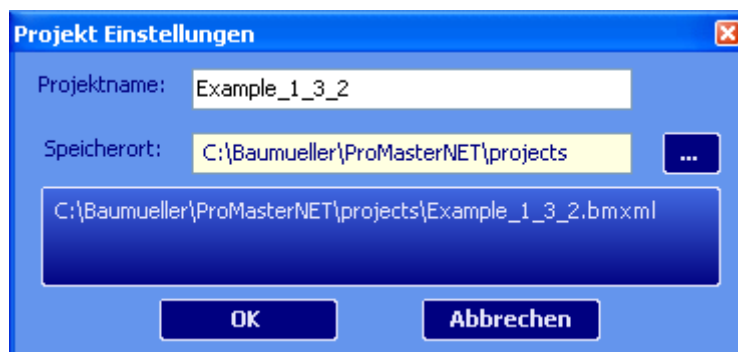 Projekt Einstellungen
Projektname: Example_1_3_2
Speicherort: C:\Baumueller\ProMasterNET\projects ...
C:\Baumueller\ProMasterNET\projects\Example_1_3_2.bmxml
OK Abbrechen